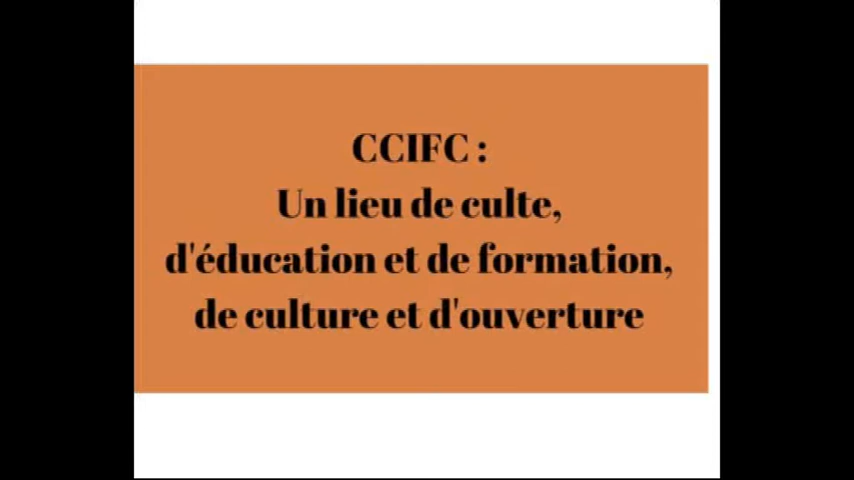 CCIFC :
Un lieu de culte,
d'éducation et de formation,
de culture et d'ouverture